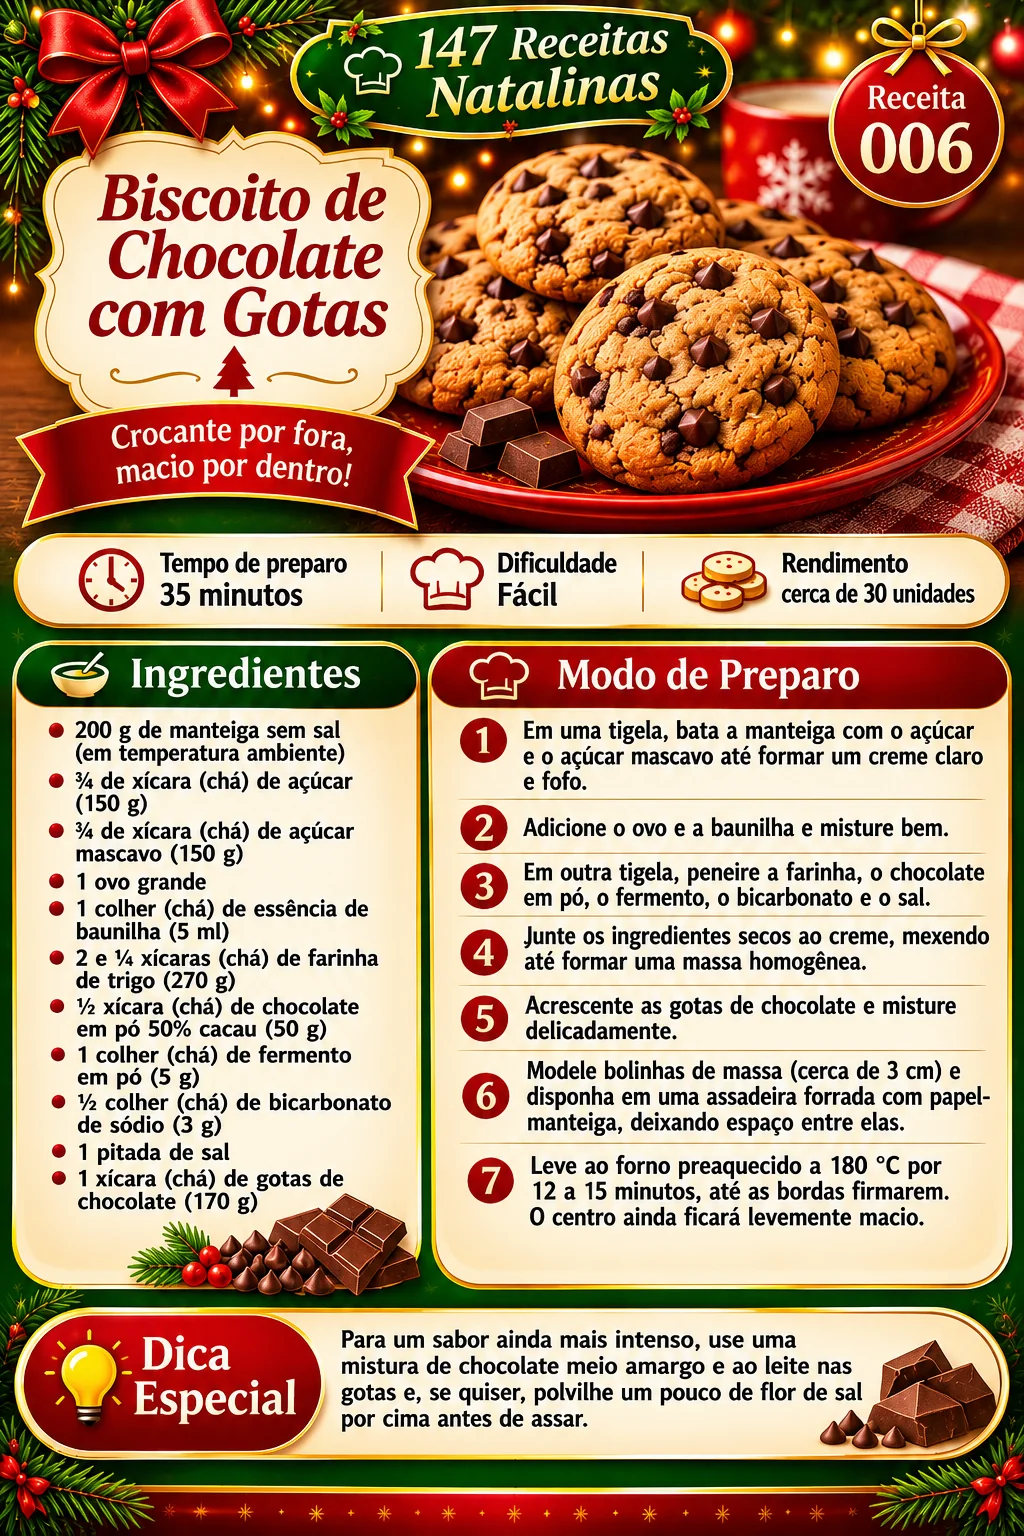 147 Receitas
Natalinas
Receita
006
Biscoito de
Chocolate
com Gotas
Crocante por fora,
macio por dentro!
Tempo de preparo
35 minutos
Dificuldade
Fácil
Rendimento
cerca de 30 unidades
Ingredientes
200 g de manteiga sem sal
(em temperatura ambiente)
¾ de xícara (chá) de açúcar
(150 g)
¾ de xícara (chá) de açúcar
mascavo (150 g)
1 ovo grande
1 colher (chá) de essência de
baunilha (5 ml)
2 e ¼ xícaras (chá) de farinha
de trigo (270 g)
½ xícara (chá) de chocolate
em pó 50% cacau (50 g)
1 colher (chá) de fermento
em pó (5 g)
½ colher (chá) de bicarbonato
de sódio (3 g)
1 pitada de sal
1 xícara (chá) de gotas de
chocolate (170 g)
Modo de Preparo
1 Em uma tigela, bata a manteiga com o açúcar
e o açúcar mascavo até formar um creme claro
e fofo.
2 Adicione o ovo e a baunilha e misture bem.
3 Em outra tigela, peneire a farinha, o chocolate
em pó, o fermento, o bicarbonato e o sal.
4 Junte os ingredientes secos ao creme, mexendo
até formar uma massa homogênea.
5 Acrescente as gotas de chocolate e misture
delicadamente.
6 Modele bolinhas de massa (cerca de 3 cm) e
disponha em uma assadeira forrada com papel-
manteiga, deixando espaço entre elas.
7 Leve ao forno preaquecido a 180 °C por
12 a 15 minutos, até as bordas firmarem.
O centro ainda ficará levemente macio.
Dica
Especial
Para um sabor ainda mais intenso, use uma
mistura de chocolate meio amargo e ao leite nas
gotas e, se quiser, polvilhe um pouco de flor de sal
por cima antes de assar.